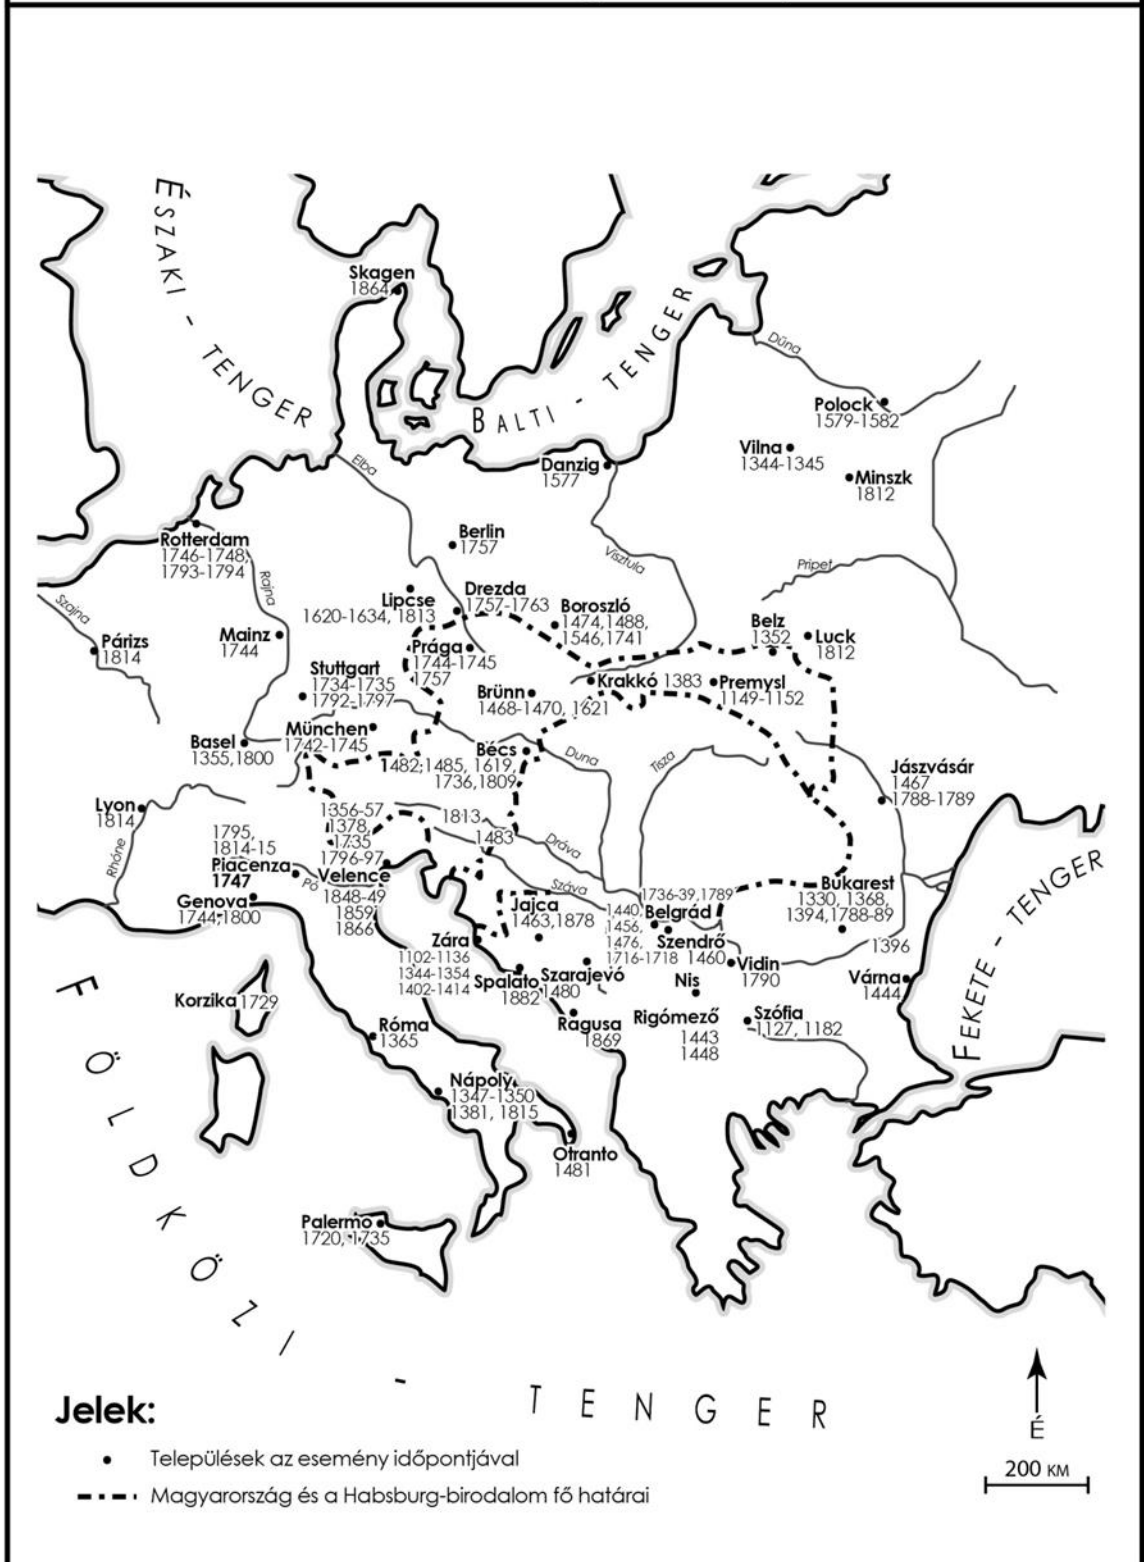 ÉSZAKI - TENGER
Skagen
1864
BALTI - TENGER
Dűna
Polock
1579-1582
Vilna
1344-1345
Minszk
1812
Danzig
1577
Elba
Rotterdam
1746-1748,
1793-1794
Berlin
1757
Visztula
Pripet
Szajna
Rajna
Lipcse
1620-1634, 1813
Drezda
1757-1763
Boroszló
1474,1488,
1546,1741
Belz
1352
Luck
1812
Párizs
1814
Mainz
1744
Prága
1744-1745
1757
Stuttgart
1734-1735
1792-1797
Krakkó 1383
Premysl
1149-1152
Brünn
1468-1470, 1621
Basel
1355,1800
München
1742-1745
Bécs
1482;1485, 1619,
1736,1809
Duna
Tisza
Jászvásár
1467
1788-1789
Lyon
1814
Rhóne
1795,
1814-15
Piacenza
1747
Pó
1356-57
1378,
1735
1796-97
Velence
1848-49
1859,
1866
1813
1483
Dráva
Száva
Genova
1744,1800
Jajca
1463,1878
1736-39,1789
1440,
1456,
1476,
1716-1718
Belgrád
Szendrő
1460
Bukarest
1330, 1368,
1394,1788-89
1396
FEKETE - TENGER
Zára
1102-1136
1344-1354
1402-1414
Spalato
1882
Szarajevó
1480
Vidin
1790
Nis
Várna
1444
Korzika 1729
Ragusa
1869
Rigómező
1443
1448
Szófia
1127, 1182
Róma
1365
Nápoly
1347-1350
1381, 1815
Otranto
1481
Palermo
1720, 1735
FÖLDKÖZI - TENGER
Jelek:
Települések az esemény időpontjával
Magyarország és a Habsburg-birodalom fő határai
É
200 KM